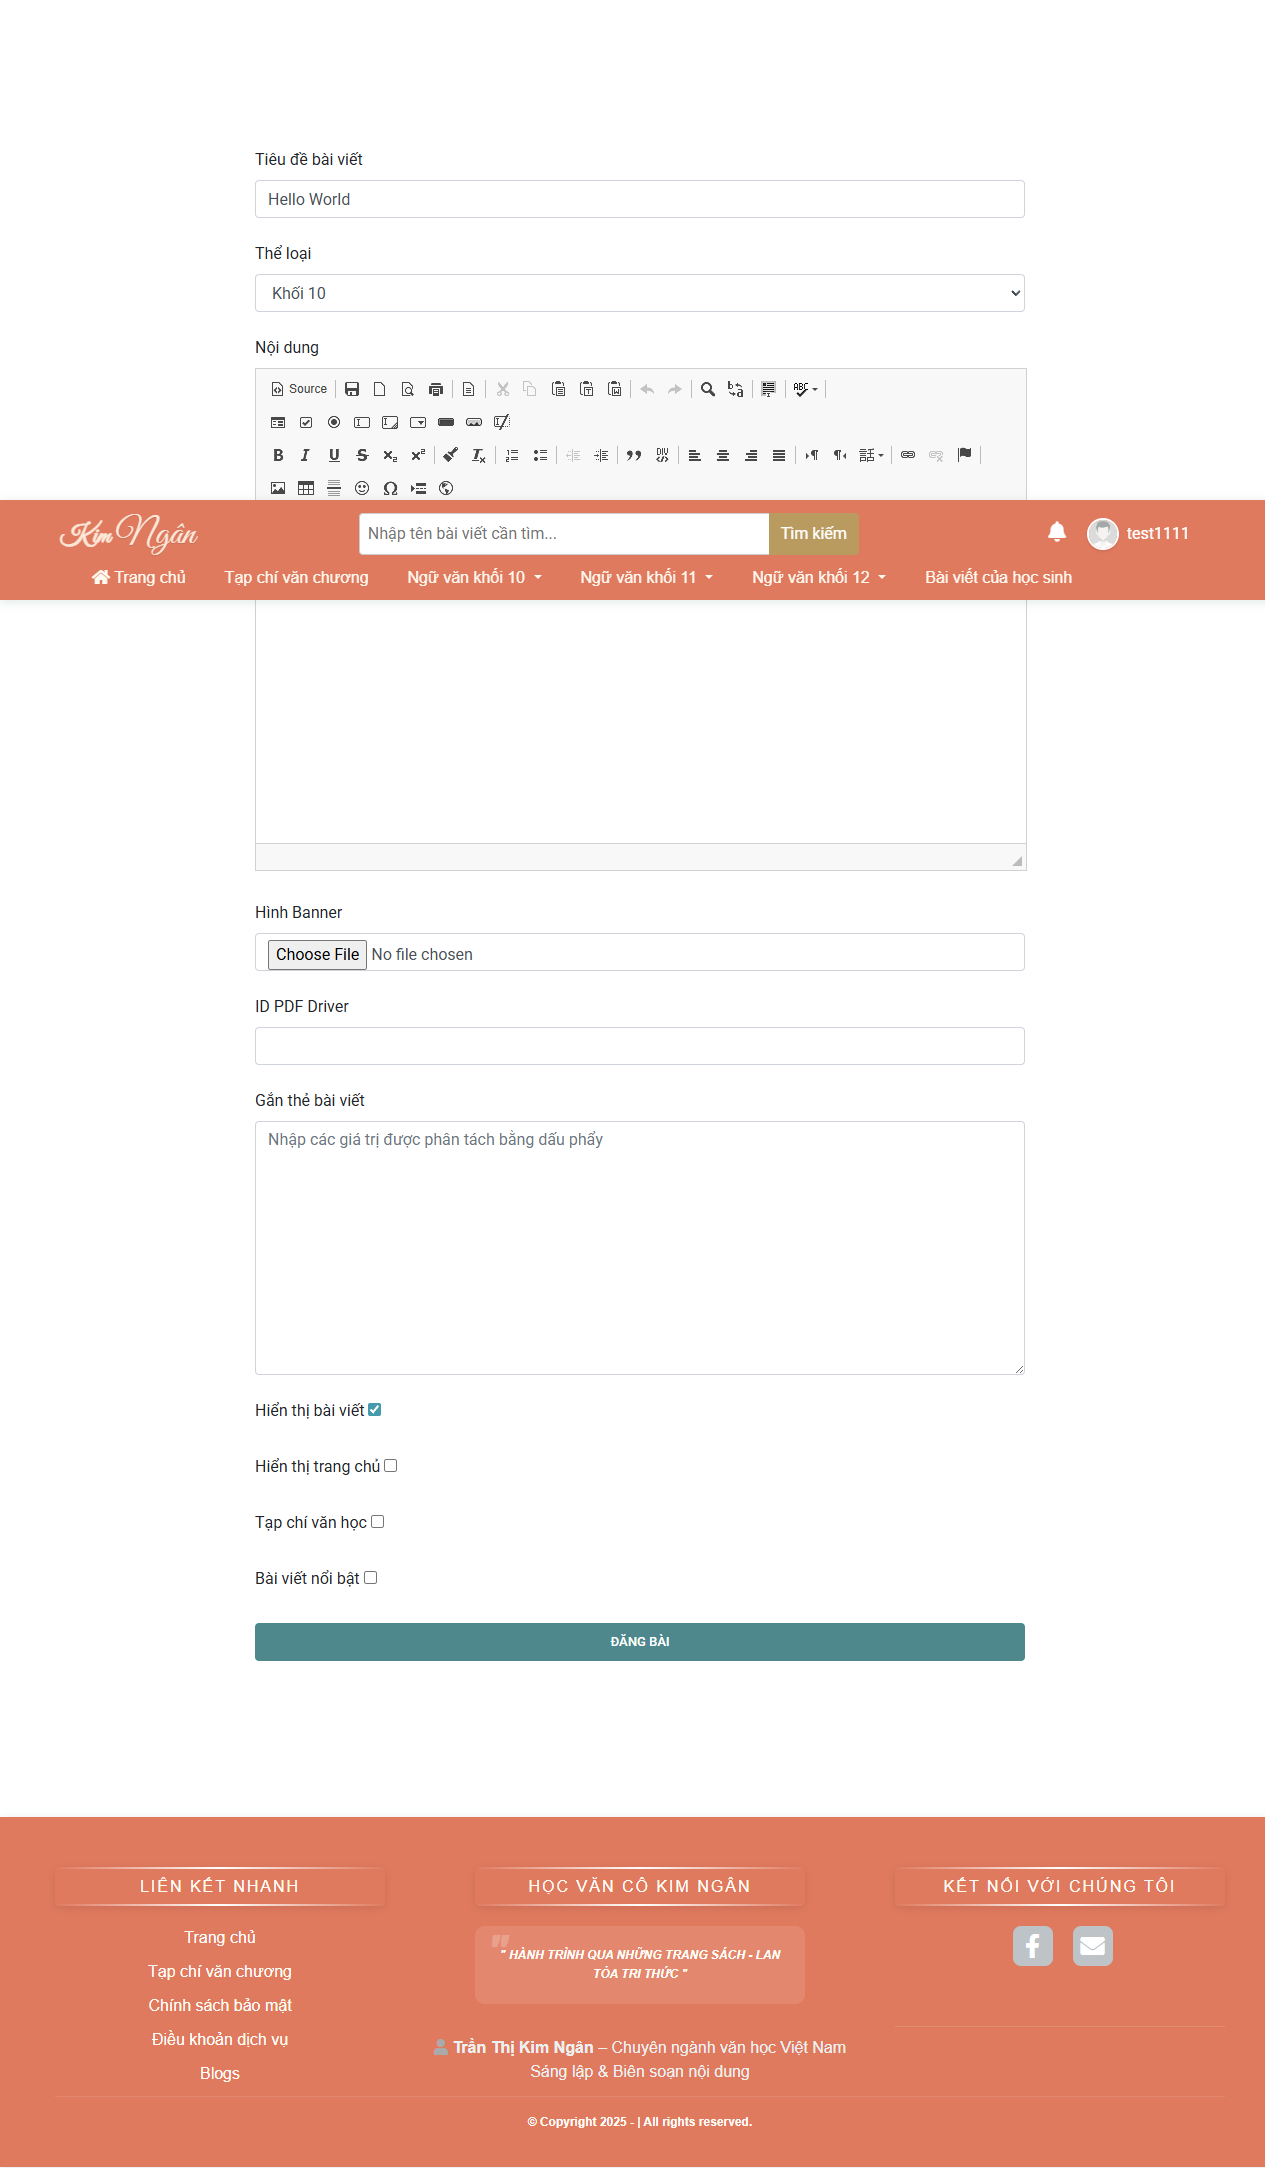 Tiêu đề bài viết
Hello World
Thể loại
Khối 10
Nội dung
Source
Kim Ngân
Nhập tên bài viết cần tìm...
Tìm kiếm
test1111
Trang chủ
Tạp chí văn chương
Ngữ văn khối 10
Ngữ văn khối 11
Ngữ văn khối 12
Bài viết của học sinh
Hình Banner
Choose File No file chosen
ID PDF Driver
Gắn thẻ bài viết
Nhập các giá trị được phân tách bằng dấu phẩy
Hiển thị bài viết
Hiển thị trang chủ
Tạp chí văn học
Bài viết nổi bật
ĐĂNG BÀI
LIÊN KẾT NHANH
Trang chủ
Tạp chí văn chương
Chính sách bảo mật
Điều khoản dịch vụ
Blogs
HỌC VĂN CÔ KIM NGÂN
" HÀNH TRÌNH QUA NHỮNG TRANG SÁCH - LAN
TỎA TRI THỨC "
Trần Thị Kim Ngân – Chuyên ngành văn học Việt Nam
Sáng lập & Biên soạn nội dung
KẾT NỐI VỚI CHÚNG TÔI
© Copyright 2025 - | All rights reserved.